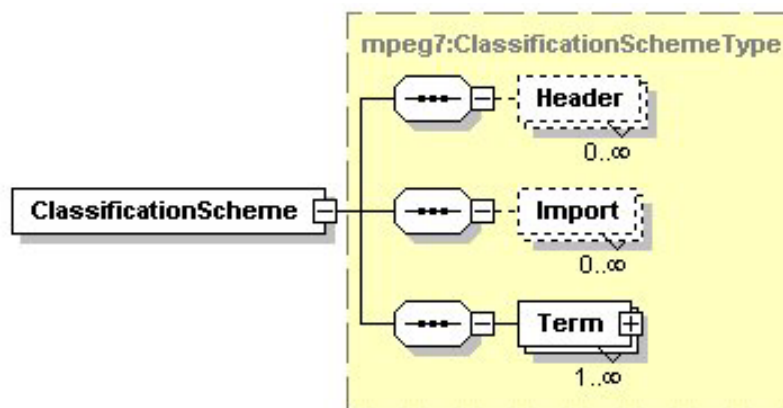 mpeg7:ClassificationSchemeType
Header
0..∞
ClassificationScheme
Import
0..∞
Term
1..∞